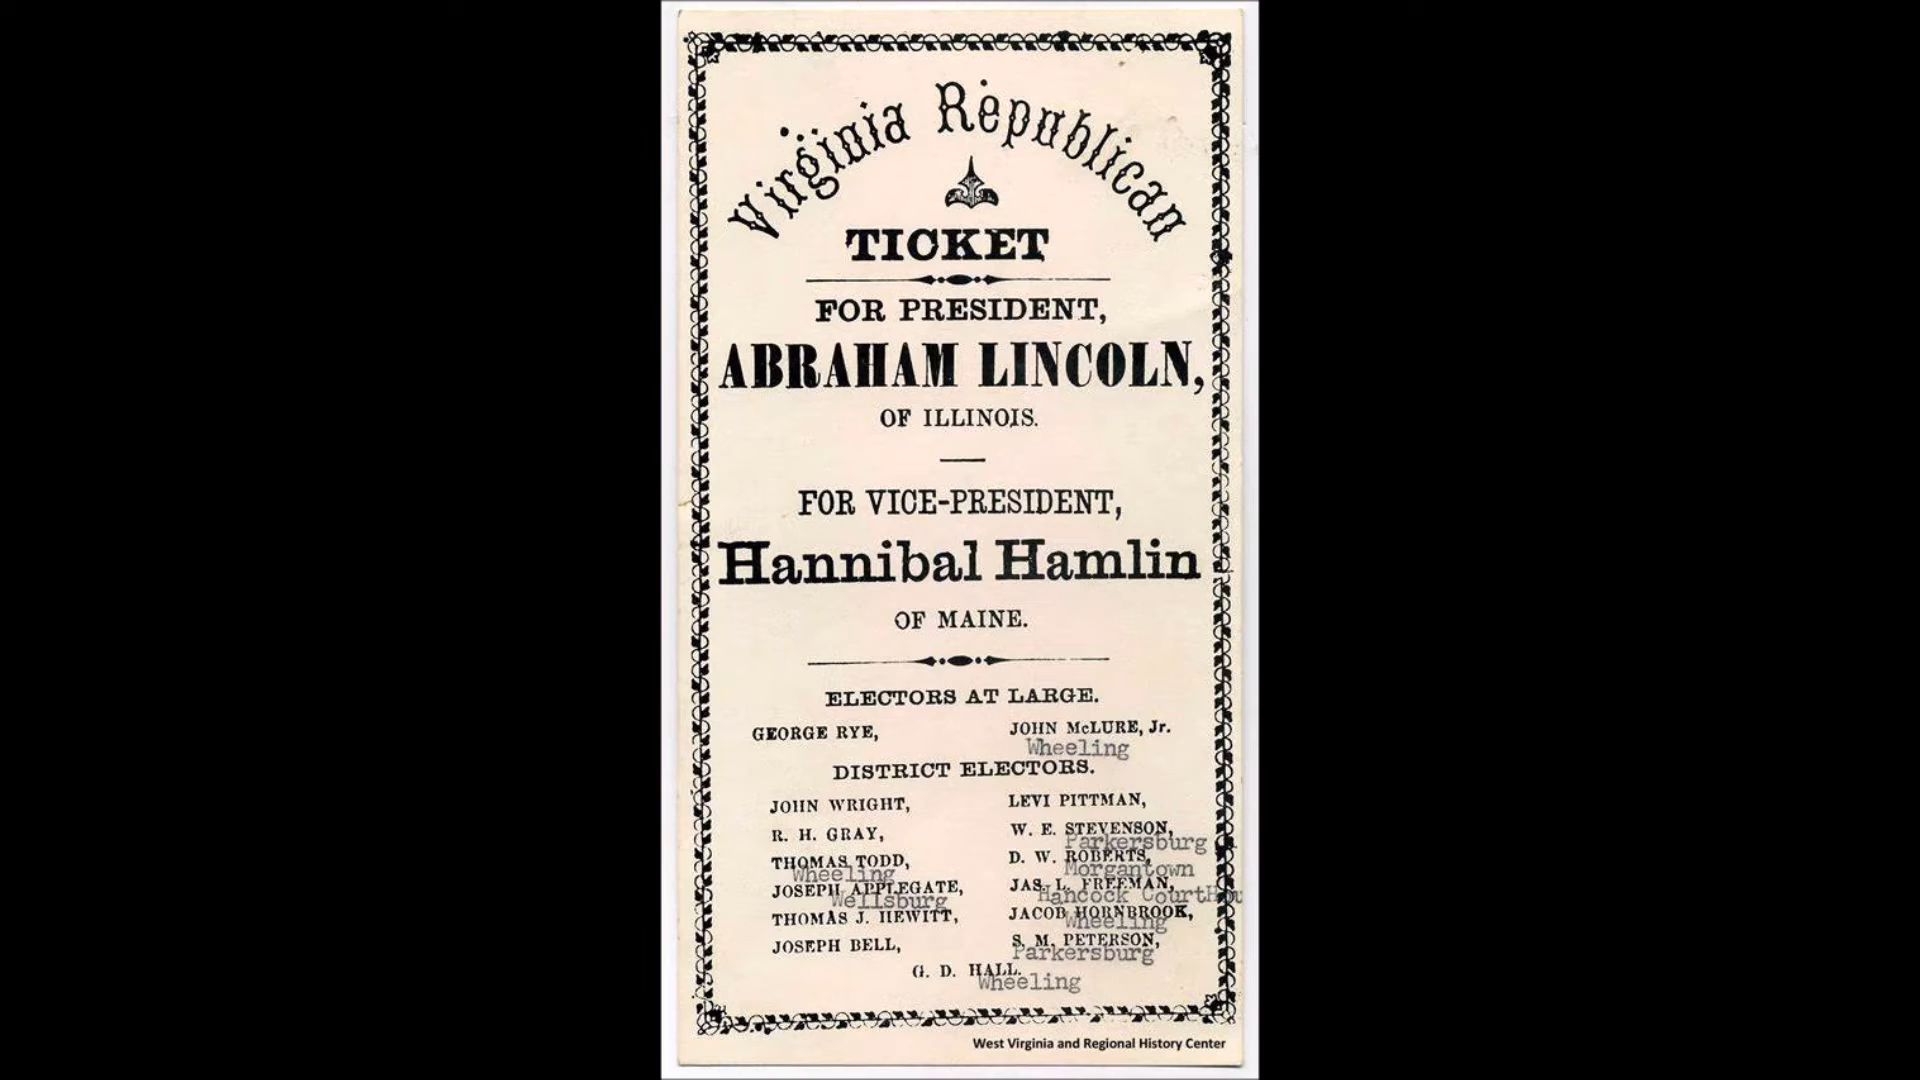 Virginia Republican
TICKET
FOR PRESIDENT,
ABRAHAM LINCOLN,
OF ILLINOIS.
FOR VICE-PRESIDENT,
Hannibal Hamlin
OF MAINE.
ELECTORS AT LARGE.
GEORGE RYE, JOHN McLURE, Jr.
Wheeling
DISTRICT ELECTORS.
JOHN WRIGHT, LEVI PITTMAN,
R. H. GRAY, W. E. STEVENSON,
Parkersburg
THOMAS TODD, D. W. ROBERTS,
Wheeling Morgantown
JOSEPH APPLEGATE, JAS. L. FREEMAN,
Wellsburg Hancock CourtHou
THOMAS J. HEWITT, JACOB HORNBROOK,
Wheeling
JOSEPH BELL, S. M. PETERSON,
Parkersburg
G. D. HALL.
Wheeling
West Virginia and Regional History Center